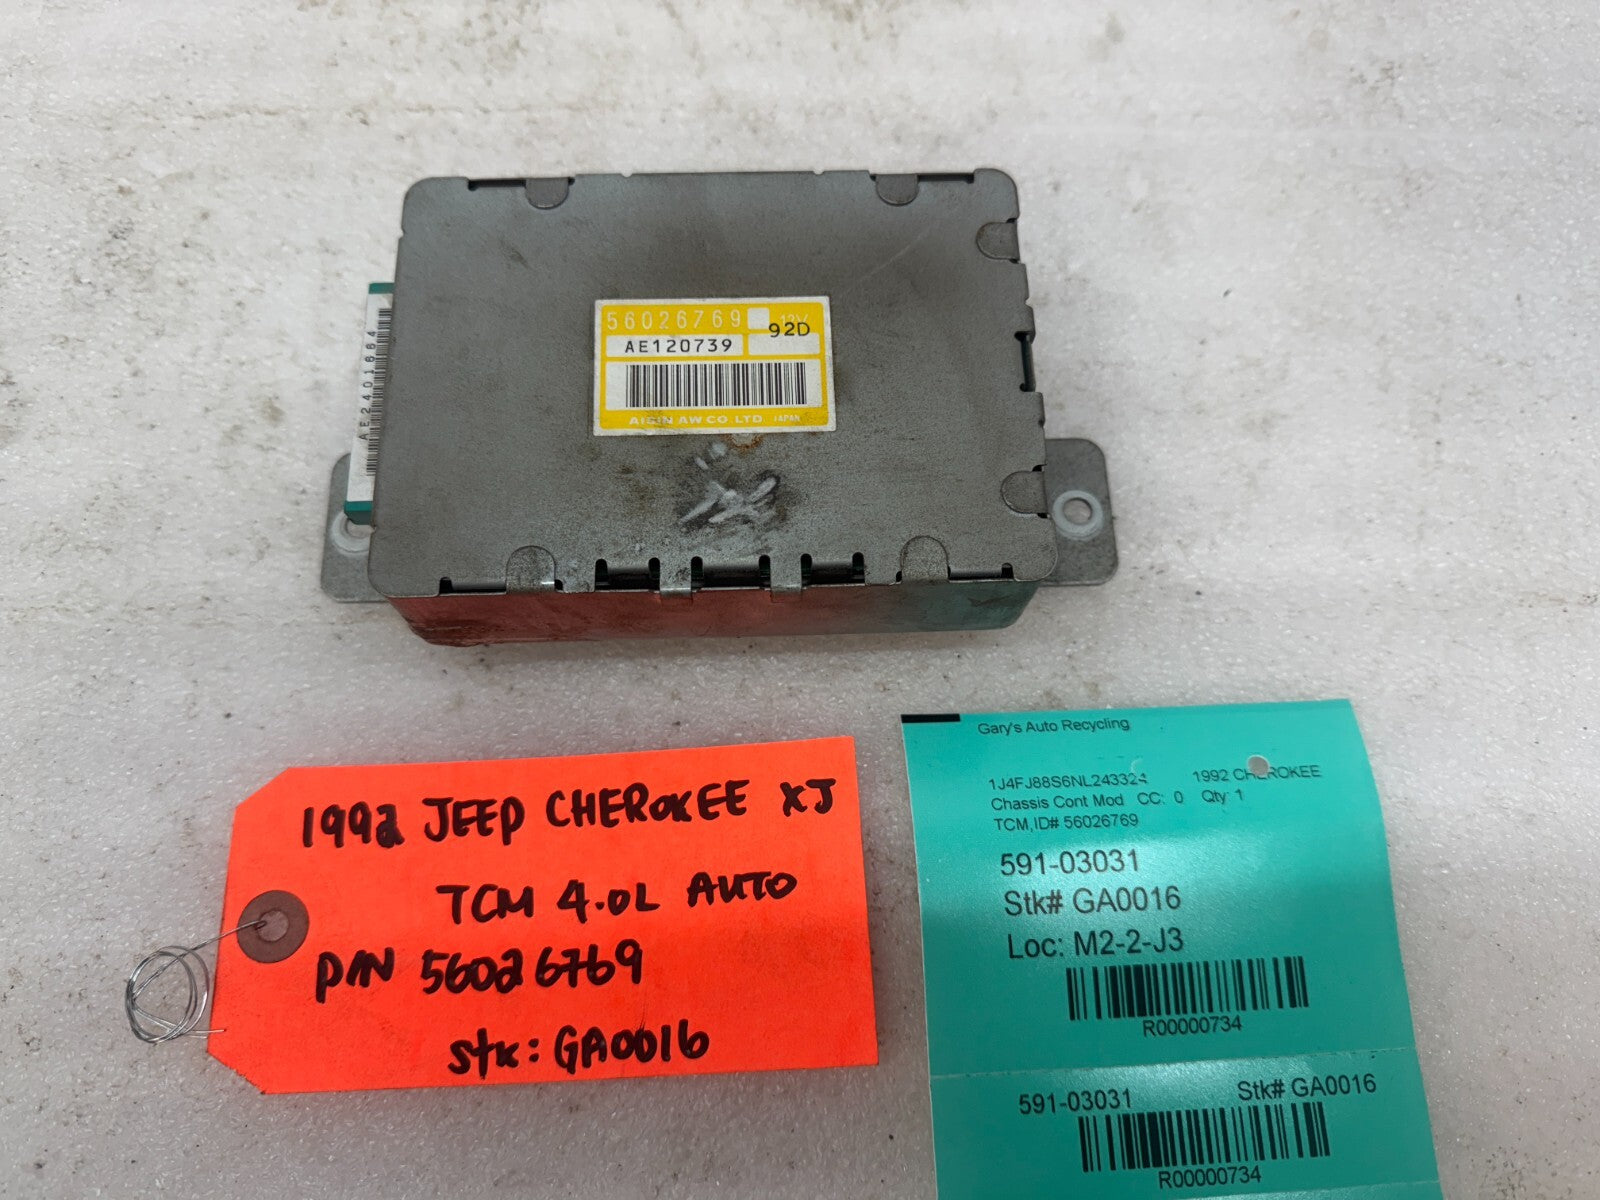 56026769 12V
92D
AE120739
AISIN AW CO., LTD. JAPAN
AE2401664
1992 JEEP CHEROKEE XJ
TCM 4.0L AUTO
P/N 56026769
stk: GA0016
Gary's Auto Recycling
1J4FJ88S6NL243324 1992 CHEROKEE
Chassis Cont Mod CC: 0 Qty: 1
TCM,ID# 56026769
591-03031
Stk# GA0016
Loc: M2-2-J3
R00000734
591-03031 Stk# GA0016
R00000734